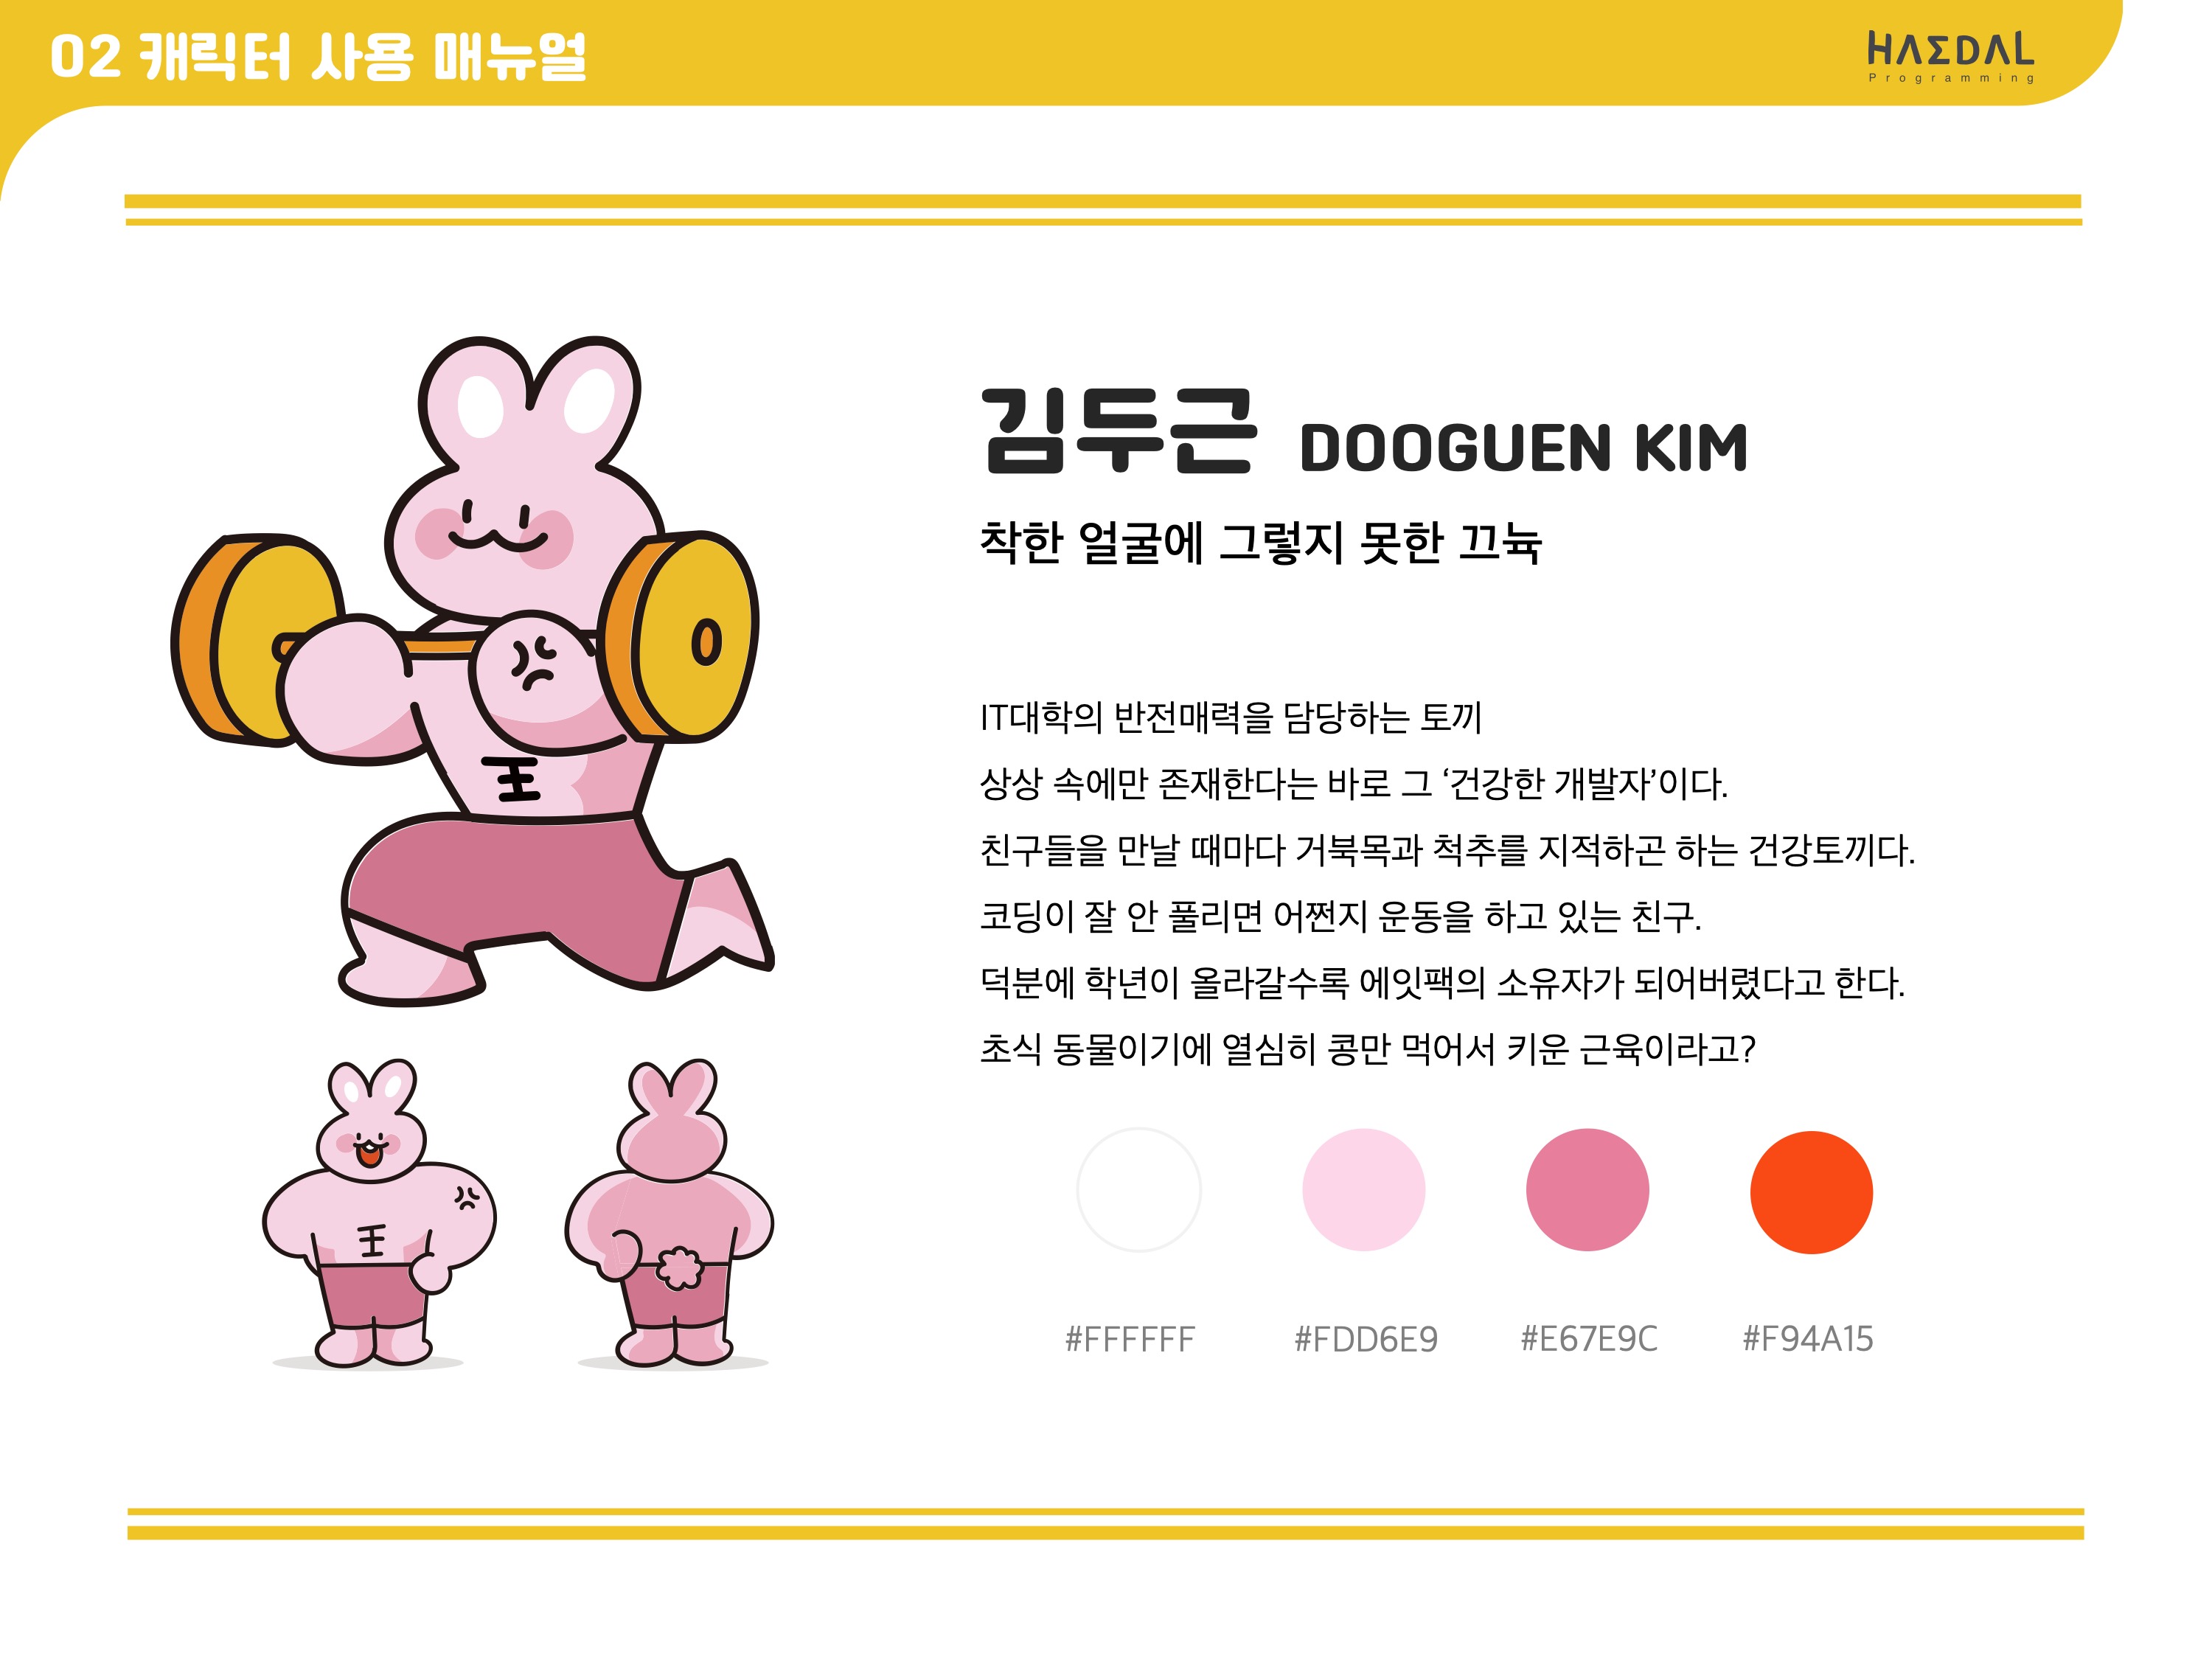 02 캐릭터 사용 매뉴얼
HAEDAL
Programming
김두근 DOOGUEN KIM
착한 얼굴에 그렇지 못한 끄뉵
IT대학의 반전매력을 담당하는 토끼
상상 속에만 존재한다는 바로 그 ‘건강한 개발자’이다.
친구들을 만날 때마다 거북목과 척추를 지적하곤 하는 건강토끼다.
코딩이 잘 안 풀리면 어쩐지 운동을 하고 있는 친구.
덕분에 학년이 올라갈수록 에잇팩의 소유자가 되어버렸다고 한다.
초식 동물이기에 열심히 콩만 먹어서 키운 근육이라고?
#FFFFFF #FDD6E9 #E67E9C #F94A15